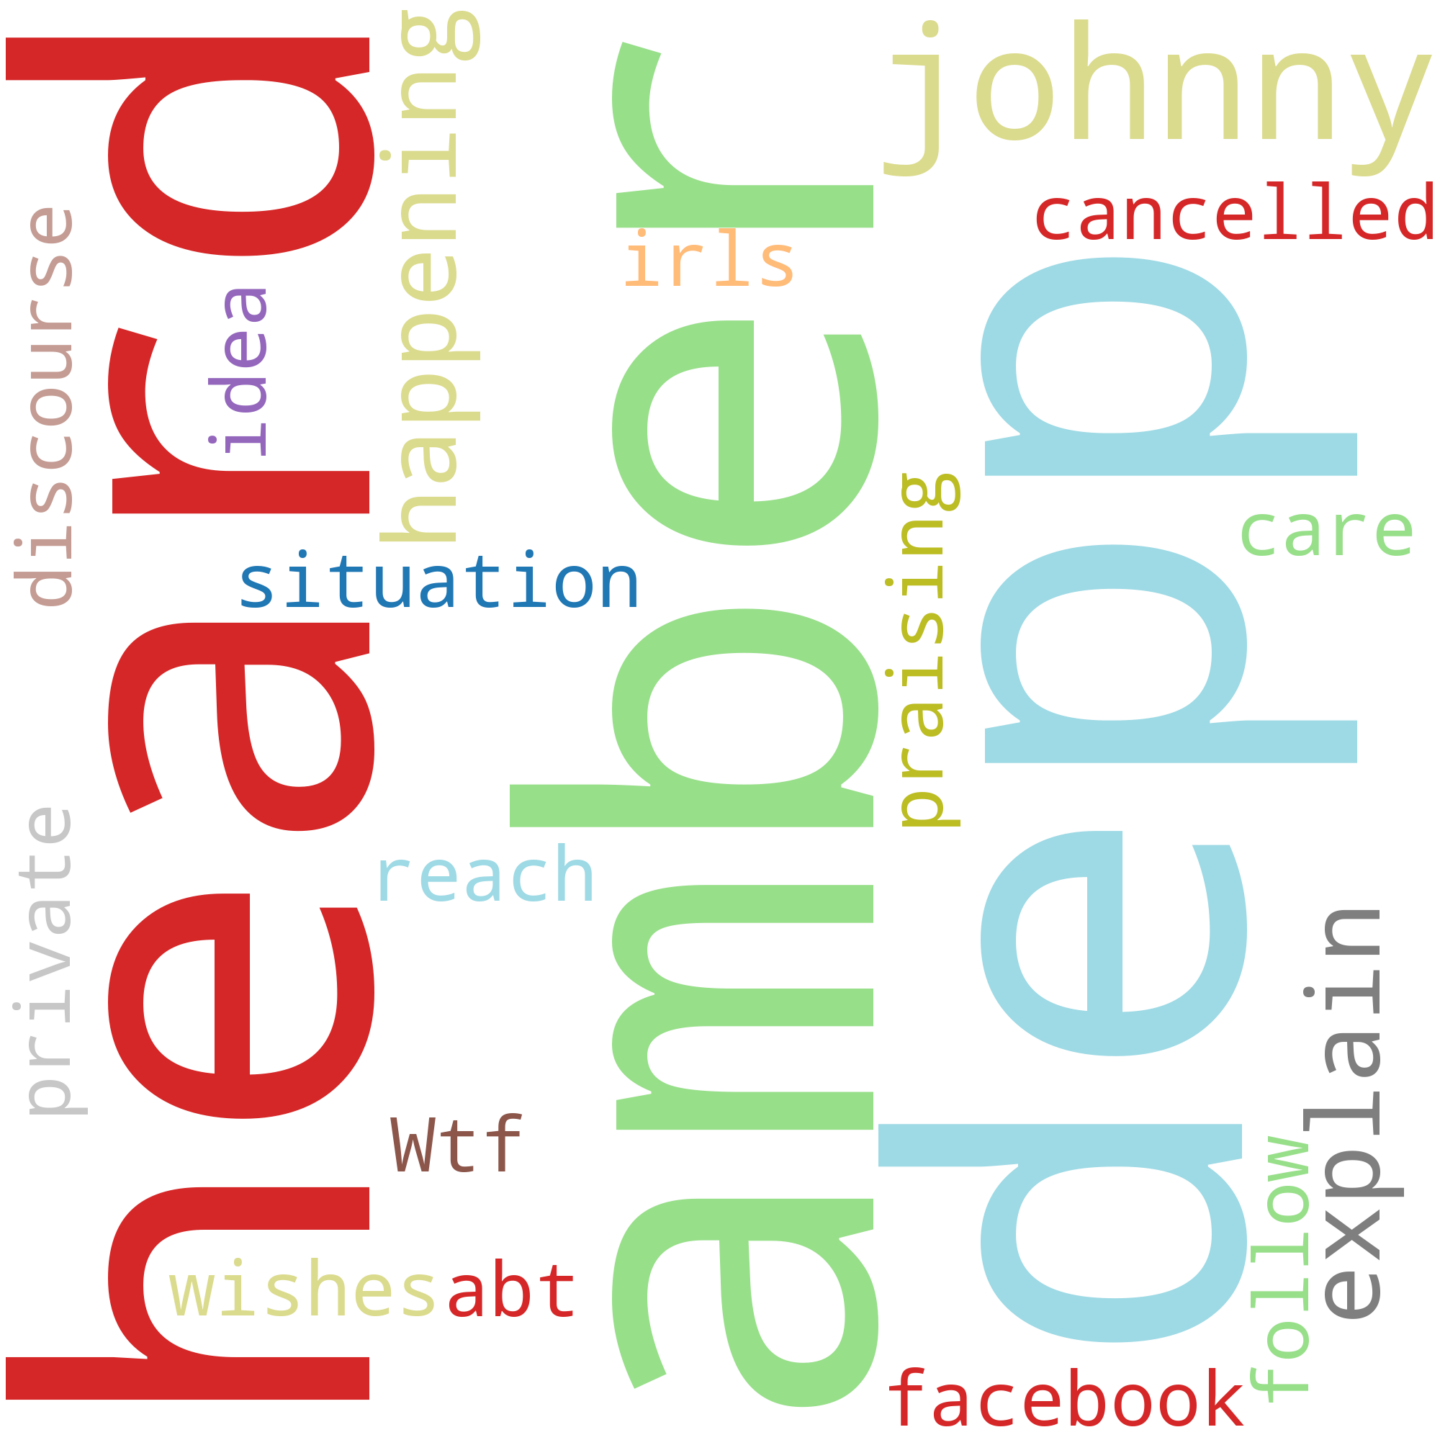 heard
discourse
idea
happening
situation
private
reach
Wtf
wishes
abt
amber
irls
praising
johnny
cancelled
depp
care
explain
follow
facebook